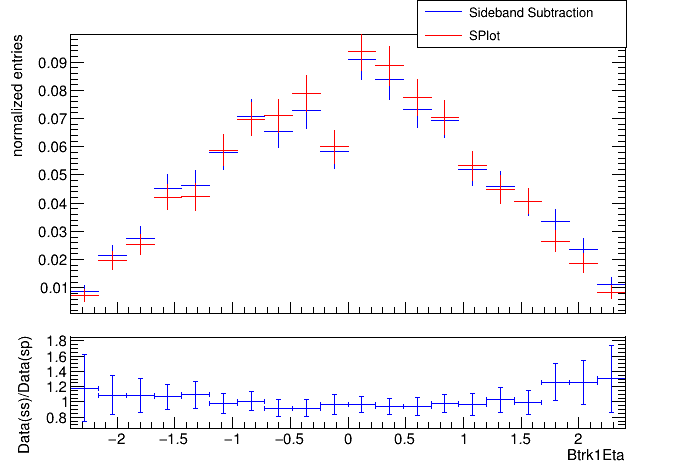 Sideband Subtraction
SPlot
normalized entries
0.09
0.08
0.07
0.06
0.05
0.04
0.03
0.02
0.01
Data(ss)/Data(sp)
1.8
1.6
1.4
1.2
1
0.8
−2 −1.5 −1 −0.5 0 0.5 1 1.5 2
Btrk1Eta